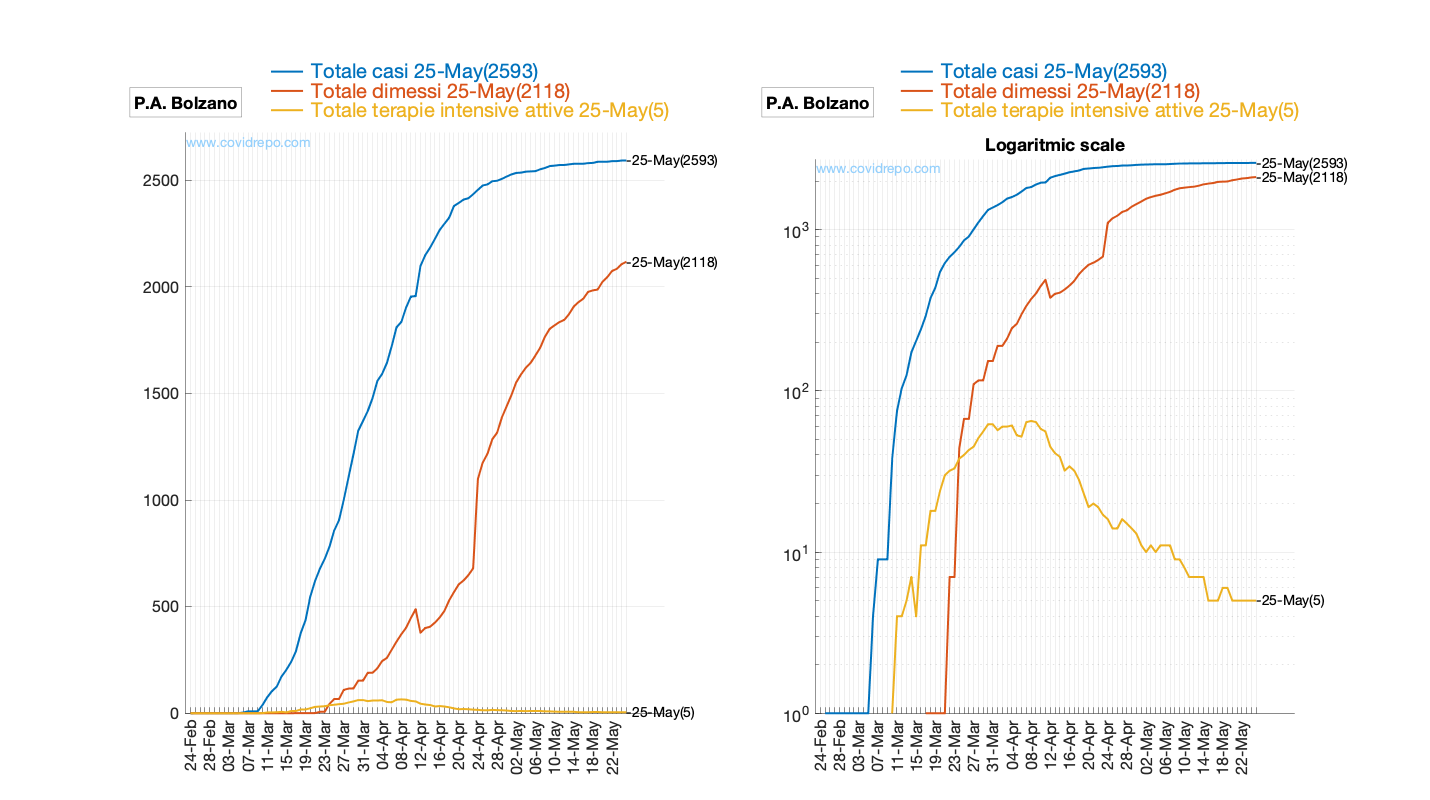 Totale casi 25-May(2593)
Totale dimessi 25-May(2118)
Totale terapie intensive attive 25-May(5)
P.A. Bolzano
www.covidrepo.com
25-May(2593)
25-May(2118)
25-May(5)
2500
2000
1500
1000
500
0
24-Feb
28-Feb
03-Mar
07-Mar
11-Mar
15-Mar
19-Mar
23-Mar
27-Mar
31-Mar
04-Apr
08-Apr
12-Apr
16-Apr
20-Apr
24-Apr
28-Apr
02-May
06-May
10-May
14-May
18-May
22-May
Totale casi 25-May(2593)
Totale dimessi 25-May(2118)
Totale terapie intensive attive 25-May(5)
P.A. Bolzano
Logaritmic scale
www.covidrepo.com
25-May(2593)
25-May(2118)
25-May(5)
10^3
10^2
10^1
10^0
24-Feb
28-Feb
03-Mar
07-Mar
11-Mar
15-Mar
19-Mar
23-Mar
27-Mar
31-Mar
04-Apr
08-Apr
12-Apr
16-Apr
20-Apr
24-Apr
28-Apr
02-May
06-May
10-May
14-May
18-May
22-May